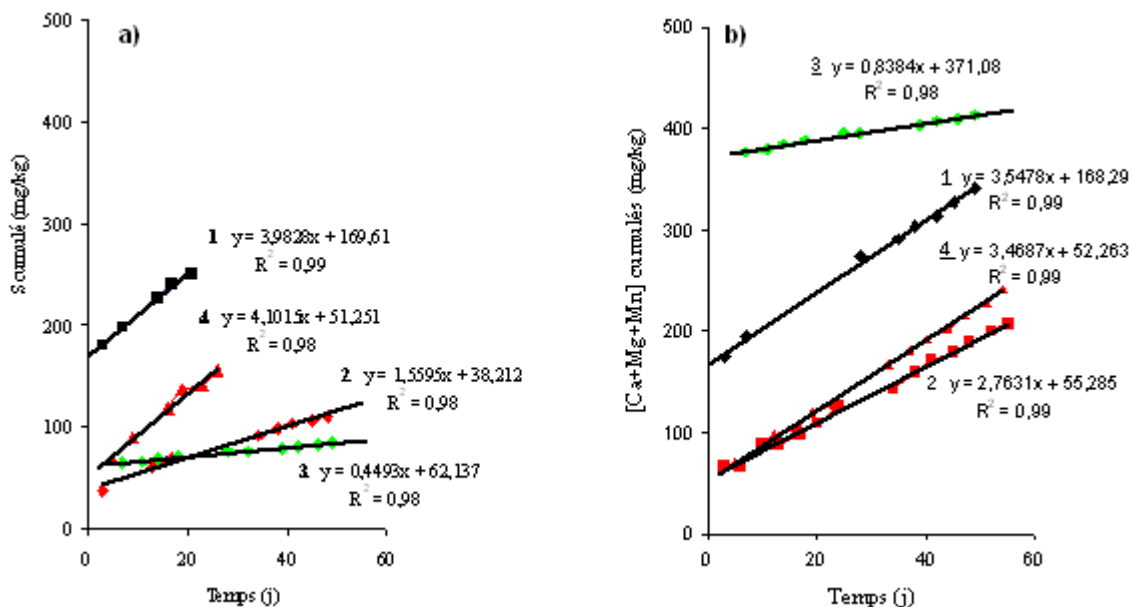 a)
500
400
300
200
100
0
S cumulé (mg/kg)
1 y = 3,9828x + 169,61
R2 = 0,99
4 y = 4,1015x + 51,251
R2 = 0,98
2 y = 1,5595x + 38,212
R2 = 0,98
3 y = 0,4493x + 62,137
R2 = 0,98
0 20 40 60
Temps (j)
b)
500
400
300
200
100
0
[Ca+Mg+Mn] cumulés (mg/kg)
3 y = 0,8384x + 371,08
R2 = 0,98
1 y = 3,5478x + 168,29
R2 = 0,99
4 y = 3,4687x + 52,263
R2 = 0,99
2 y = 2,7631x + 55,285
R2 = 0,99
0 20 40 60
Temps (j)